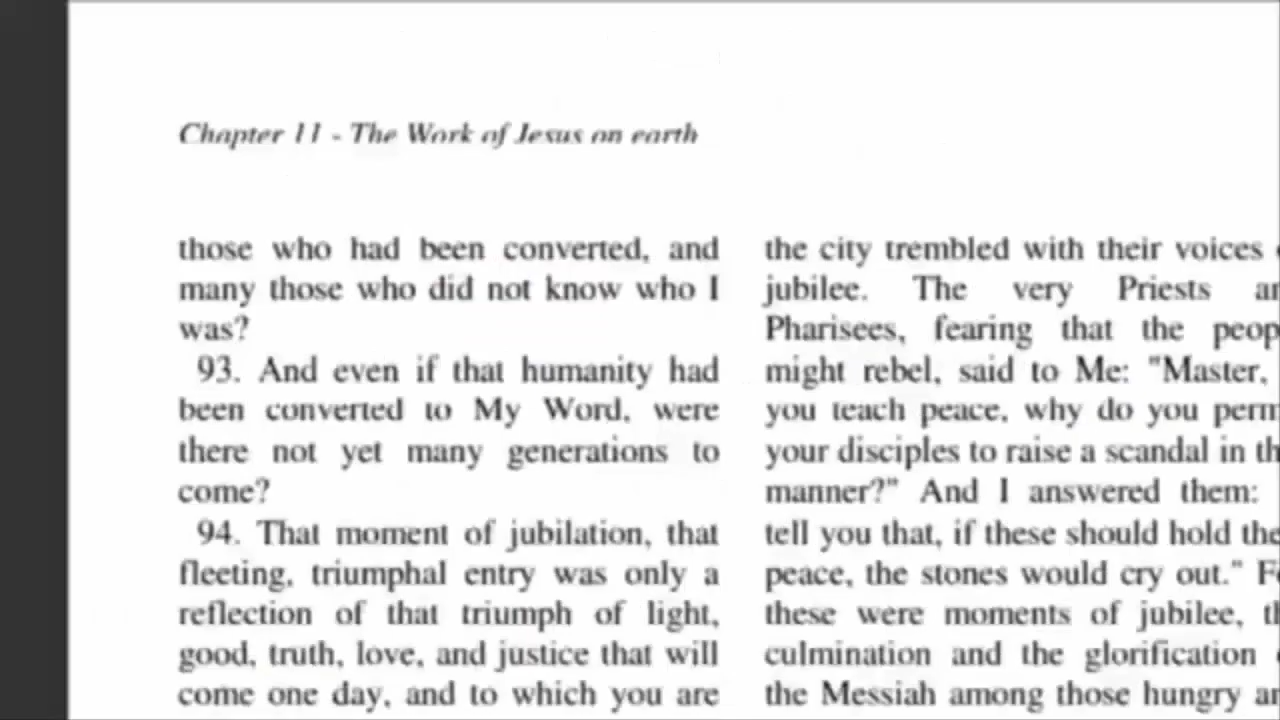 Chapter 11 - The Work of Jesus on earth
those who had been converted, and
many those who did not know who I
was?
93. And even if that humanity had
been converted to My Word, were
there not yet many generations to
come?
94. That moment of jubilation, that
fleeting, triumphal entry was only a
reflection of that triumph of light,
good, truth, love, and justice that will
come one day, and to which you are
the city trembled with their voices
jubilee. The very Priests
Pharisees, fearing that the
might rebel, said to Me: "Master,
you teach peace, why do you
your disciples to raise a scandal in
manner?" And I answered them:
tell you that, if these should hold
peace, the stones would cry out."
these were moments of jubilee,
culmination and the glorification
the Messiah among those hungry